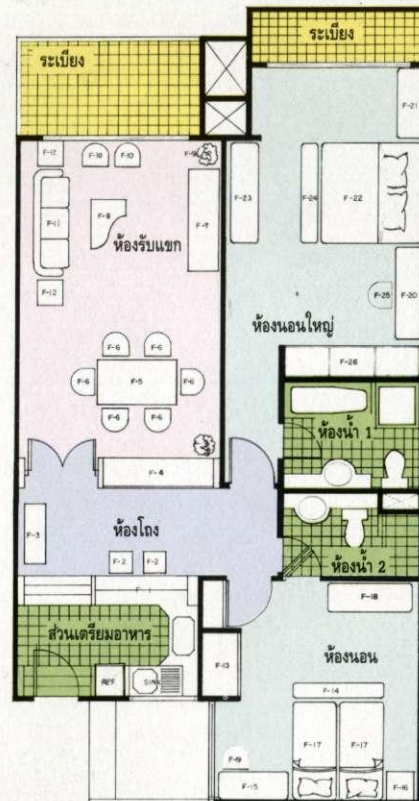 ระเบียง
ระเบียง
F-21
F-12
F-10
F-10
F-9
F-11
F-8
F-7
F-23
F-24
F-22
ห้องรับแขก
F-12
F-25
F-20
ห้องนอนใหญ่
F-6
F-6
F-26
F-6
F-5
F-6
F-6
F-6
ห้องน้ำ 1
F-4
F-3
ห้องโถง
F-2
F-2
ห้องน้ำ 2
F-1
F-18
ส่วนเตรียมอาหาร
ห้องนอน
F-13
REF
SINK
F-14
F-17
F-17
F-19
F-15
F-16